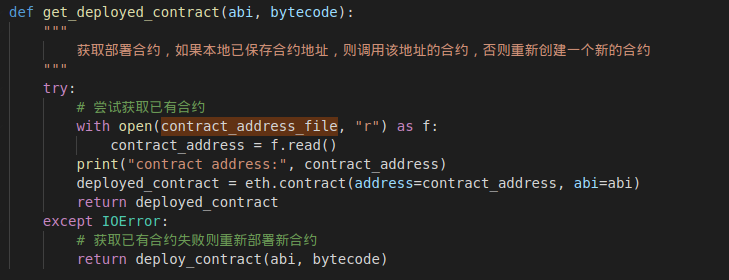 def get_deployed_contract(abi, bytecode):
    """
        获取部署合约，如果本地已保存合约地址，则调用该地址的合约，否则重新创建一个新的合约
    """
    try:
        # 尝试获取已有合约
        with open(contract_address_file, "r") as f:
            contract_address = f.read()
        print("contract address:", contract_address)
        deployed_contract = eth.contract(address=contract_address, abi=abi)
        return deployed_contract
    except IOError:
        # 获取已有合约失败则重新部署新合约
        return deploy_contract(abi, bytecode)